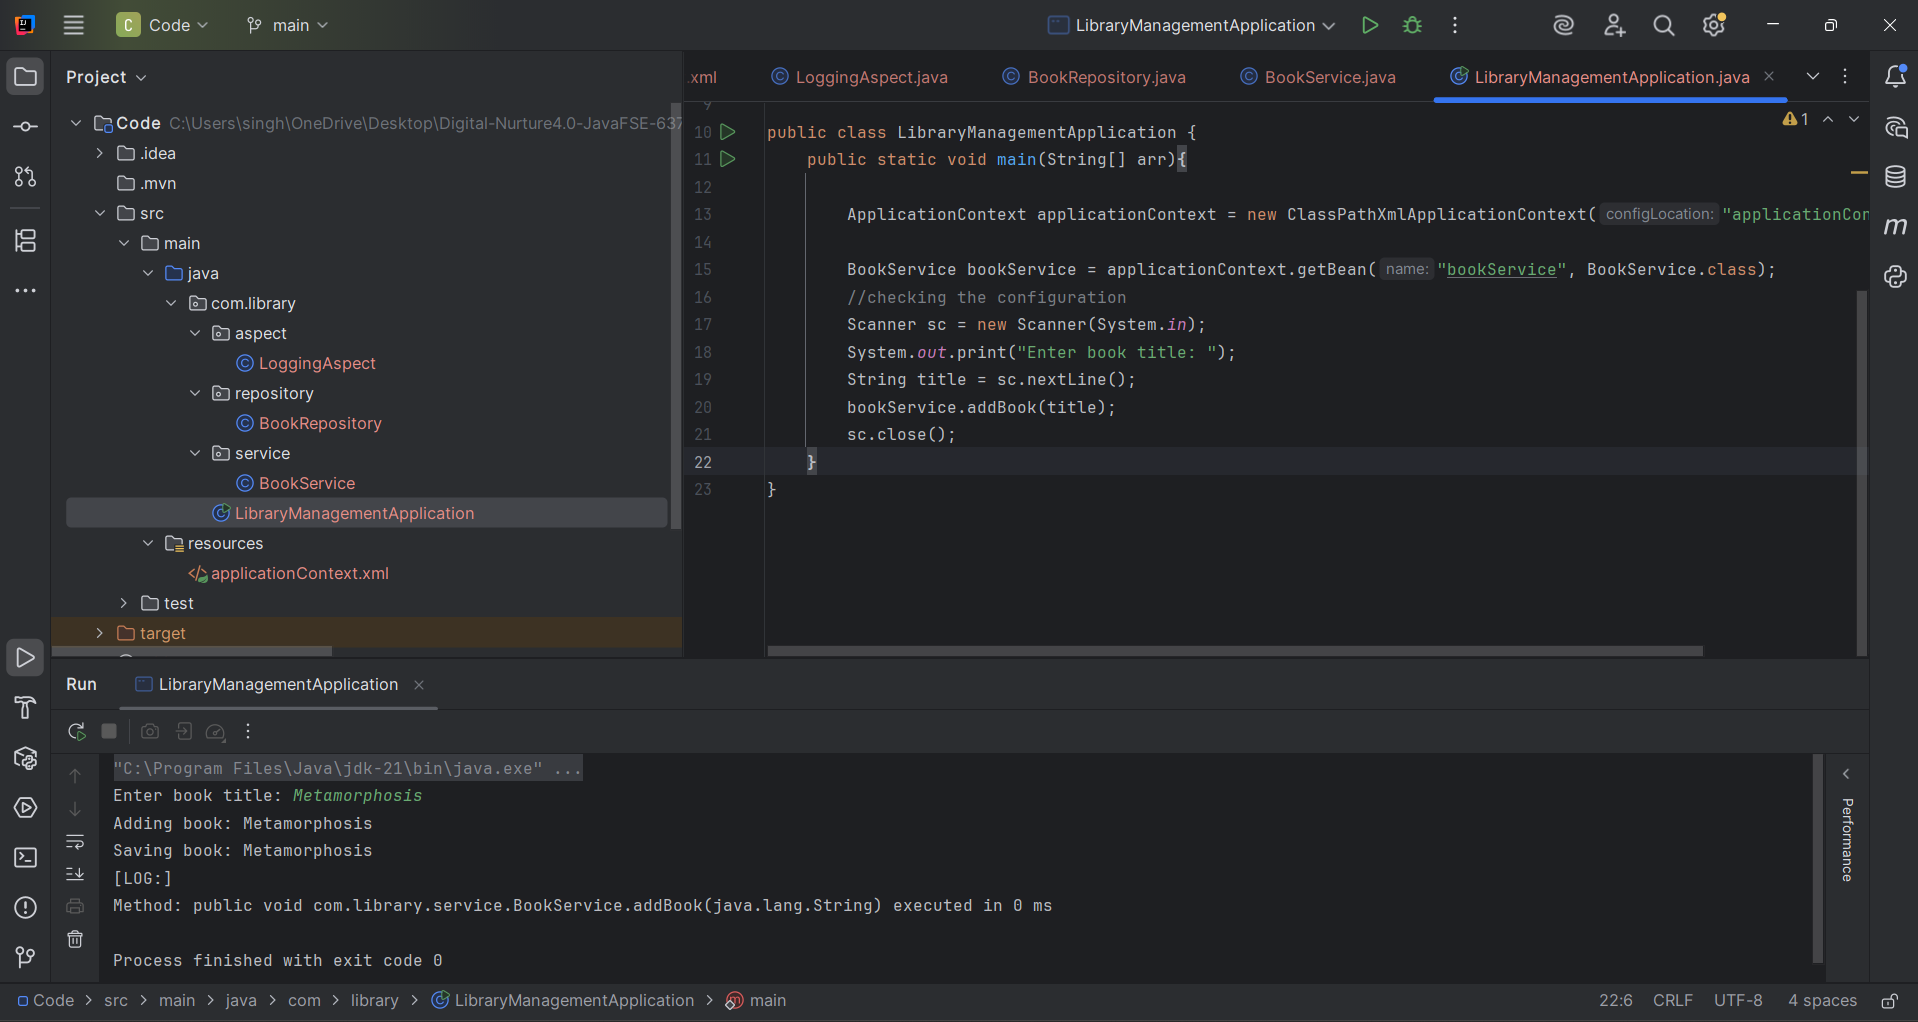 C Code main LibraryManagementApplication
Project
Code C:\Users\singh\OneDrive\Desktop\Digital-Nurture4.0-JavaFSE-637
.idea
.mvn
src
main
java
com.library
aspect
LoggingAspect
repository
BookRepository
service
BookService
LibraryManagementApplication
resources
applicationContext.xml
test
target
.xml LoggingAspect.java BookRepository.java BookService.java LibraryManagementApplication.java
1
9
10 public class LibraryManagementApplication {
11 public static void main(String[] arr){
12
13 ApplicationContext applicationContext = new ClassPathXmlApplicationContext( configLocation: "applicationCon
14
15 BookService bookService = applicationContext.getBean( name: "bookService", BookService.class);
16 //checking the configuration
17 Scanner sc = new Scanner(System.in);
18 System.out.print("Enter book title: ");
19 String title = sc.nextLine();
20 bookService.addBook(title);
21 sc.close();
22 }
23 }
Run LibraryManagementApplication
"C:\Program Files\Java\jdk-21\bin\java.exe" ...
Enter book title: Metamorphosis
Adding book: Metamorphosis
Saving book: Metamorphosis
[LOG:]
Method: public void com.library.service.BookService.addBook(java.lang.String) executed in 0 ms
Process finished with exit code 0
Performance
Code > src > main > java > com > library > LibraryManagementApplication > main
22:6 CRLF UTF-8 4 spaces